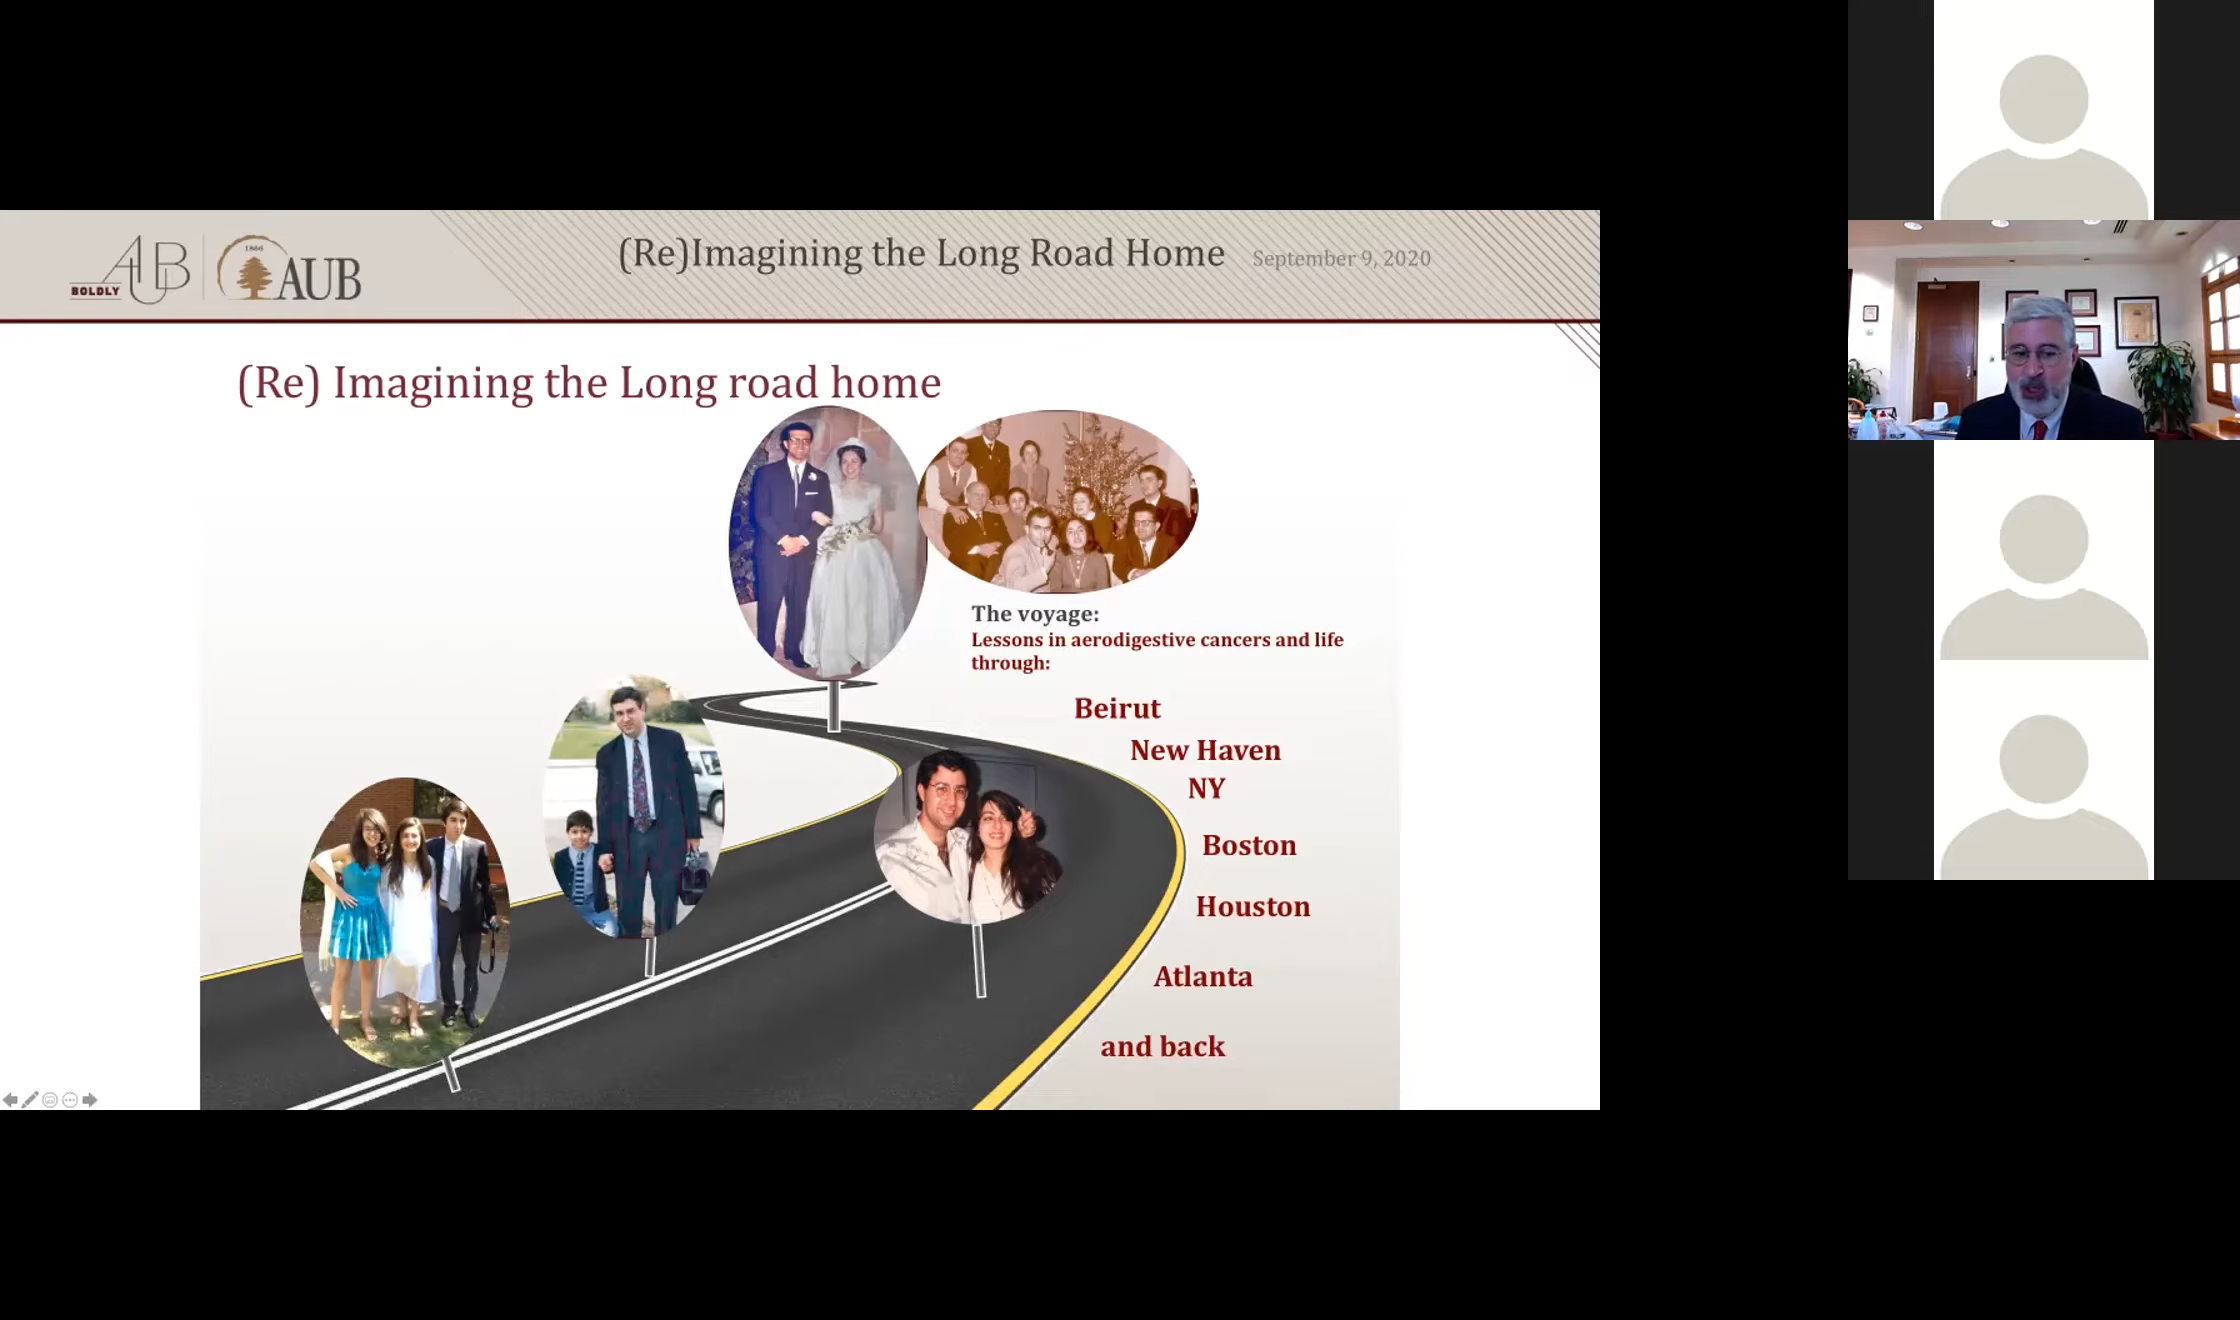 AUB
BOLDLY
1866
AUB
(Re)Imagining the Long Road Home
September 9, 2020
(Re) Imagining the Long road home
The voyage:
Lessons in aerodigestive cancers and life
through:
Beirut
New Haven
NY
Boston
Houston
Atlanta
and back